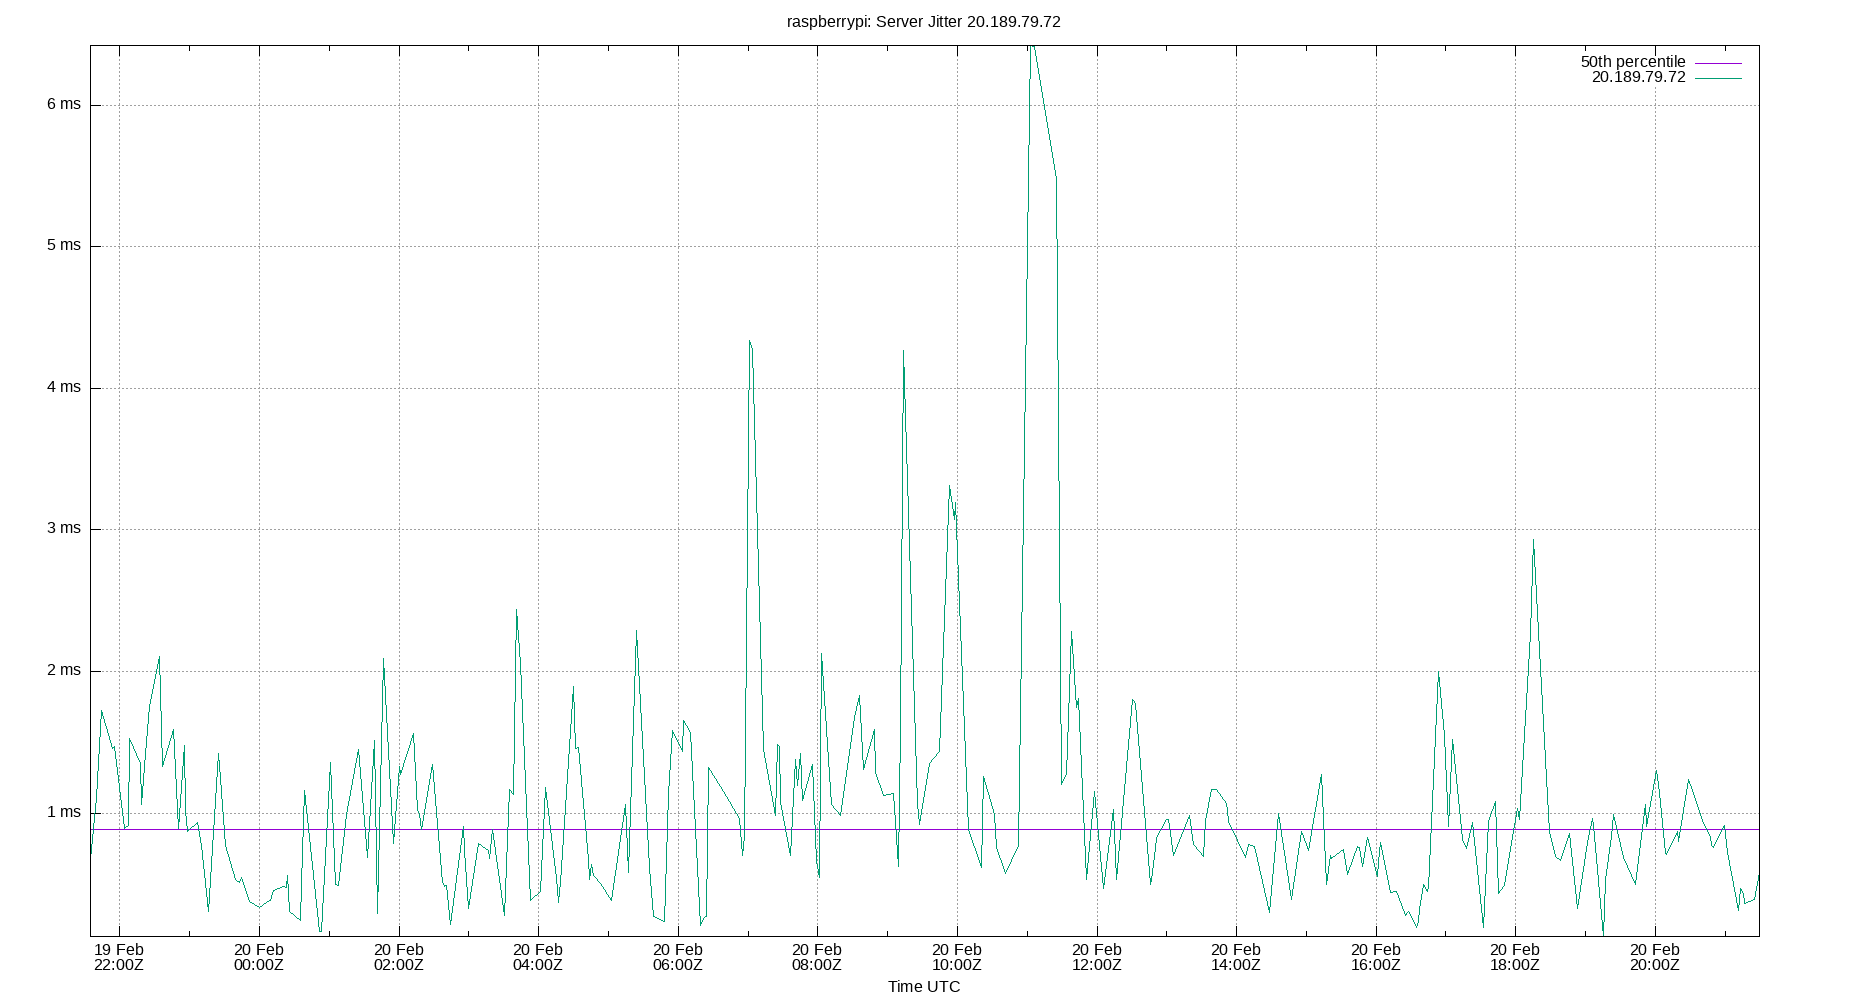 raspberrypi: Server Jitter 20.189.79.72
50th percentile
20.189.79.72
6 ms
5 ms
4 ms
3 ms
2 ms
1 ms
19 Feb 20 Feb 20 Feb 20 Feb 20 Feb 20 Feb 20 Feb 20 Feb 20 Feb 20 Feb 20 Feb 20 Feb
22:00Z 00:00Z 02:00Z 04:00Z 06:00Z 08:00Z 10:00Z 12:00Z 14:00Z 16:00Z 18:00Z 20:00Z
Time UTC